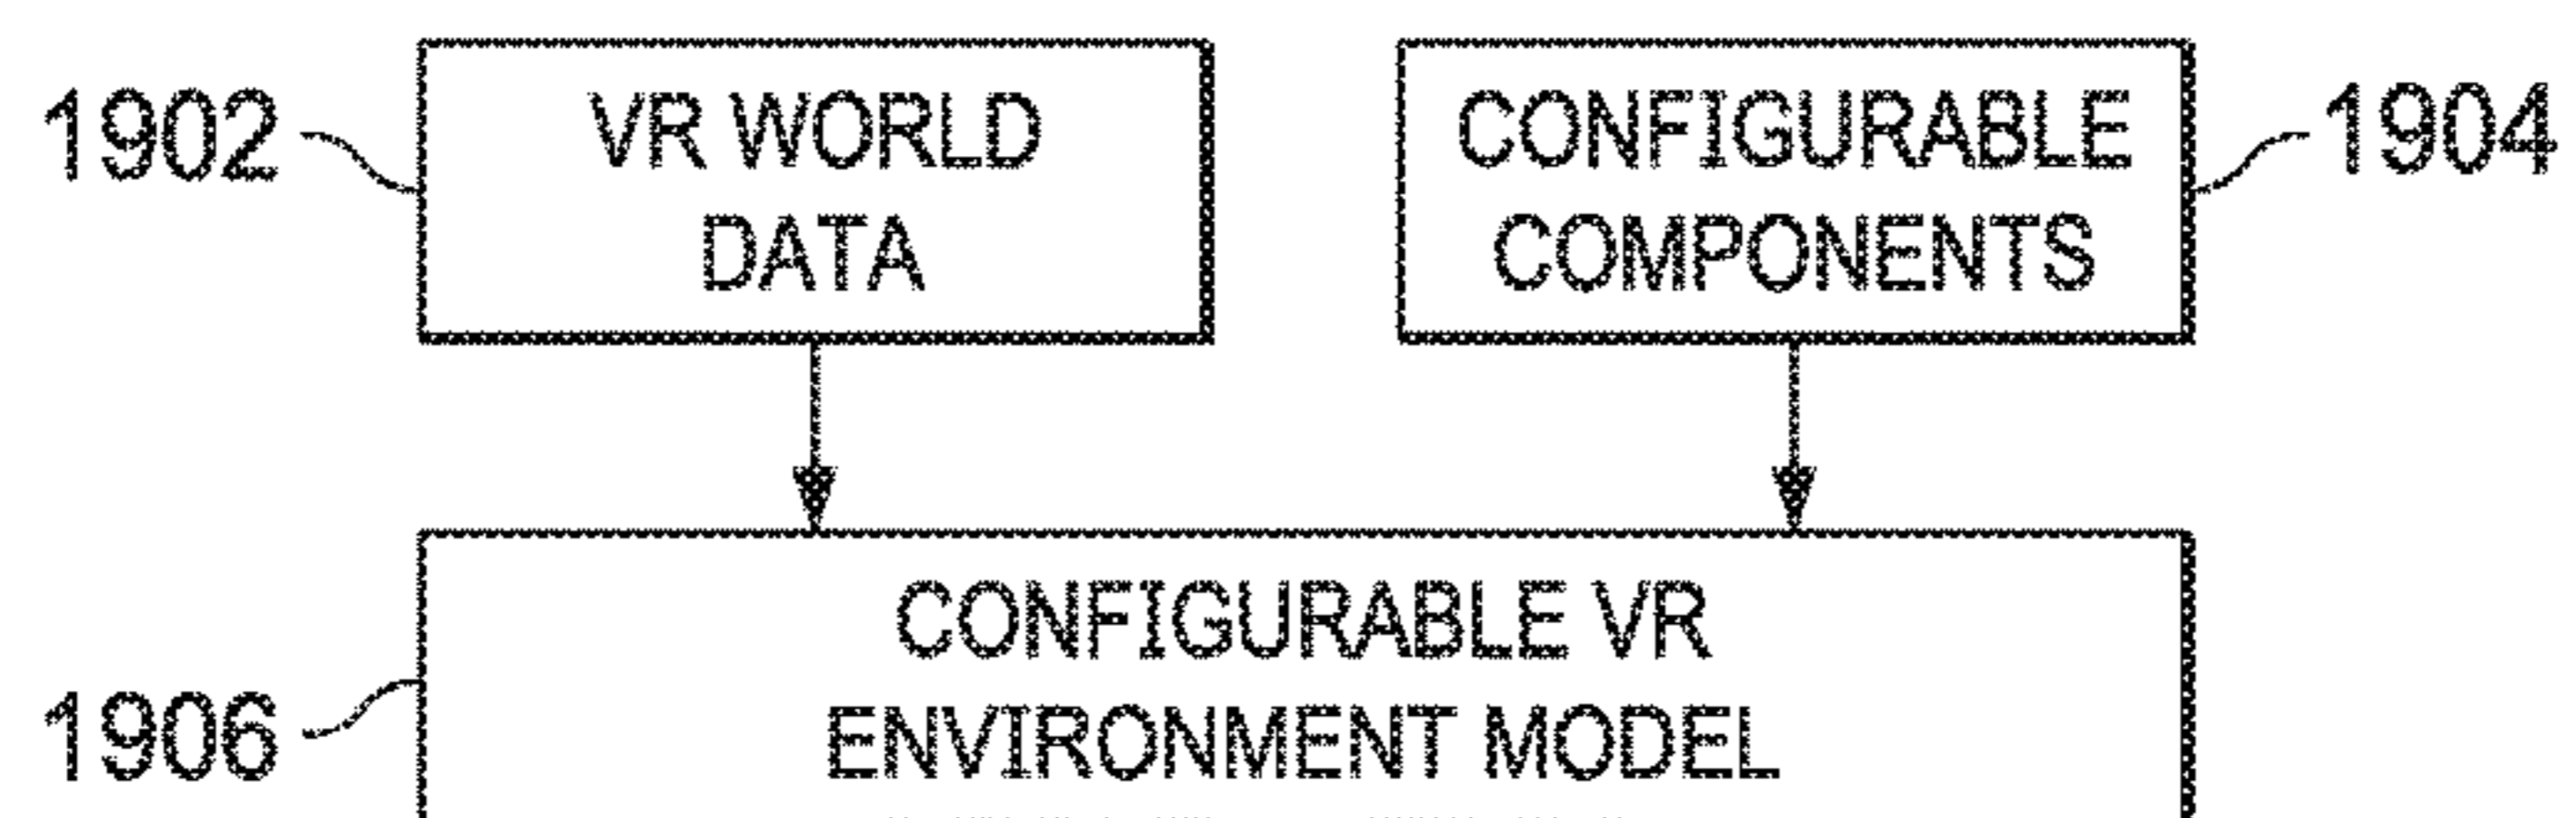 1902
VR WORLD
DATA
CONFIGURABLE
COMPONENTS
1904
1906
CONFIGURABLE VR
ENVIRONMENT MODEL